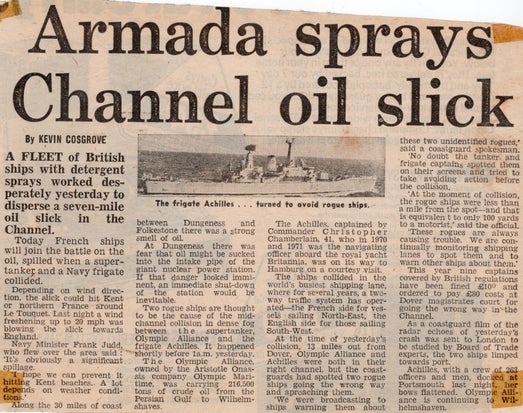 Armada sprays
Channel oil slick
By KEVIN COSGROVE
A FLEET of British
ships with detergent
sprays worked des-
perately yesterday to
disperse a seven-mile
oil slick in the
Channel.
Today French ships
will join the battle on the
oil, spilled when a super-
tanker and a Navy frigate
collided.
Depending on wind direc-
tion, the slick could hit Kent
or northern France around
Le Touquet. Last night a wind
freshening up to 20 mph was
blowing the slick towards
England.
Navy Minister Frank Judd,
who flew over the area said:
'It's obviously a significant
spillage.
'I hope we can prevent it
hitting Kent beaches. A lot
depends on weather condi-
tions.'
Along the 30 miles of coast
The frigate Achilles . . . turned to avoid rogue ships.
between Dungeness and
Folkestone there was a strong
smell of oil.
At Dungeness there was
fear that oil might be sucked
into the intake pipe of the
giant nuclear power station.
If that danger looked immi-
nent, an immediate shut-down
of the station would be
inevitable.
Two rogue ships are thought
to be the cause of the mid-
channel collision in dense fog
between the supertanker,
Olympic Alliance and the
frigate Achilles. It happened
shortly before 1a.m. yesterday.
The Olympic Alliance,
owned by the Aristotle Onas-
sis company Olympic Mari-
time, was carrying 216,500
tons of crude oil from the
Persian Gulf to Wilhelm
shaves.
The Achilles, captained by
Commander Christopher
Chamberlain, 41, who in 1970
and 1971 was the navigating
officer aboard the royal yacht
Britannia, was on its way to
Hamburg on a courtesy visit.
The ships collided in the
world's busiest shipping lane,
where for several years, a two-
way traffic system has oper-
ated—the French side for ves-
sels sailing North-East, the
English side for those sailing
South-West.
At the time of yesterday's
collision, 13 miles out from
Dover, Olympic Alliance and
Achilles were both in their
right channel, but the coast-
guards had spotted two rogue
ships going the wrong way
and aproaching them.
'We were broadcasting to
ships warning them about
these two unidentified rogues,'
said a coastguard spokesman.
'No doubt the tanker and
frigate captains spotted them
on their screens and tried to
take avoiding action before
the collision.
'At the moment of collision,
the rogue ships were less than
a mile from the spot—and that
is equivalent to only 100 yards
to a motorist,' said the official.
'These rogues are always
causing trouble. We are con-
tinually monitoring shipping
lanes to spot them and to
warn other ships about them.'
This year nine captains
covered by British regulations
have been fined £100 and
ordered to pay £80 costs at
Dover magistrates court for
going the wrong way in the
Channel.
As a coastguard film of the
radar echoes of yesterday's
crash was sent to London to
be studied by Board of Trade
experts, the two ships limped
towards port.
Achilles, with a crew of 262
officers and men, docked at
Portsmouth last night, her
bows flattened. Olympic Alli-
ance is continuing to Wil-
helmshaven.